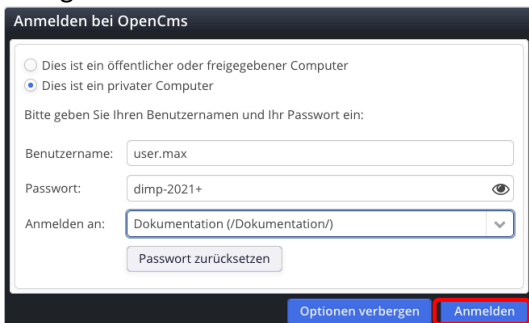 Anmelden bei OpenCms
Dies ist ein öffentlicher oder freigegebener Computer
Dies ist ein privater Computer
Bitte geben Sie Ihren Benutzernamen und Ihr Passwort ein:
Benutzername: user.max
Passwort: dimp-2021+
Anmelden an: Dokumentation (/Dokumentation/)
Passwort zurücksetzen
Optionen verbergen Anmelden